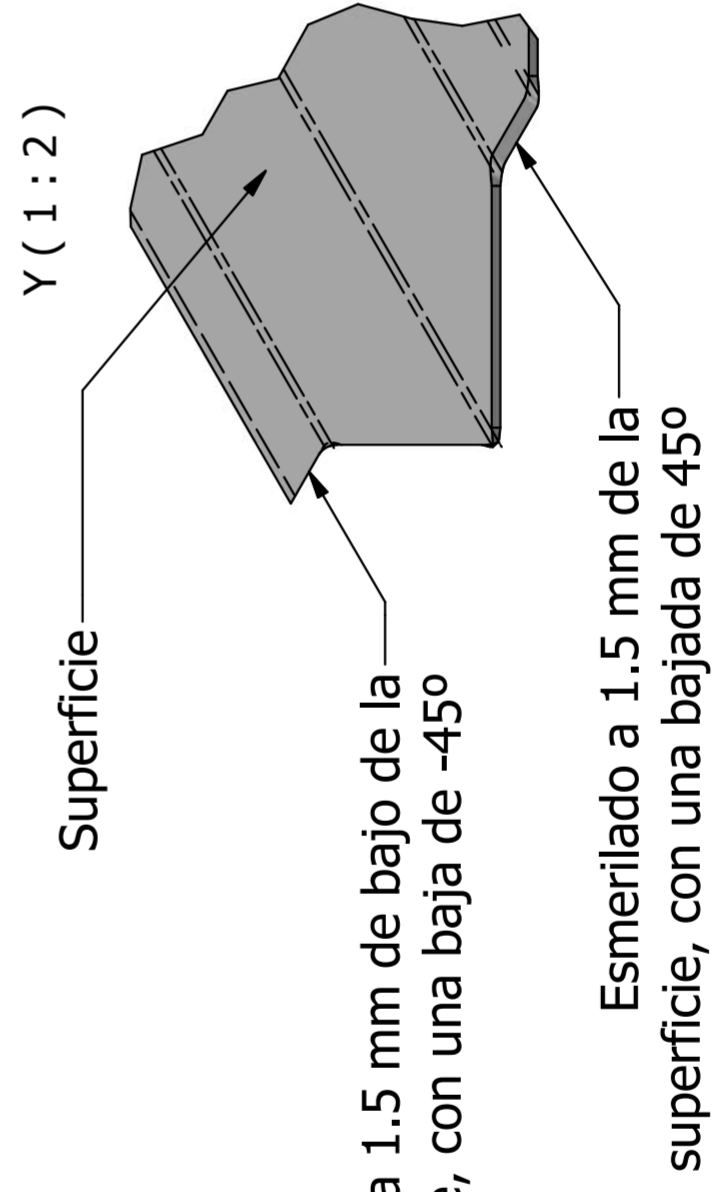 Y ( 1 : 2 )
Superficie
a 1.5 mm de bajo de la
, con una baja de -45º
Esmerilado a 1.5 mm de la
superficie, con una bajada de 45º